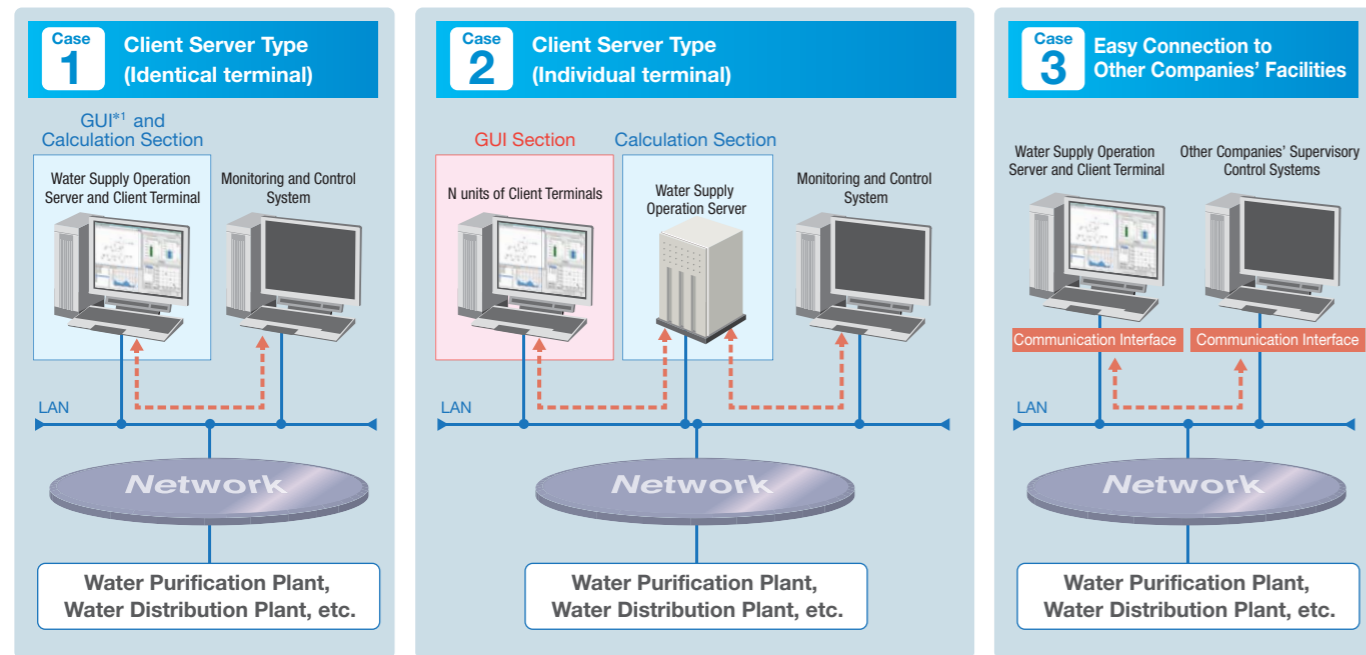 Case
1
Client Server Type
(Identical terminal)
GUI*1 and
Calculation Section
Water Supply Operation
Server and Client Terminal
Monitoring and Control
System
LAN
Network
Water Purification Plant,
Water Distribution Plant, etc.
Case
2
Client Server Type
(Individual terminal)
GUI Section
Calculation Section
N units of Client Terminals
Water Supply
Operation Server
Monitoring and Control
System
LAN
Network
Water Purification Plant,
Water Distribution Plant, etc.
Case
3
Easy Connection to
Other Companies’ Facilities
Water Supply Operation
Server and Client Terminal
Other Companies’ Supervisory
Control Systems
Communication Interface
Communication Interface
LAN
Network
Water Purification Plant,
Water Distribution Plant, etc.